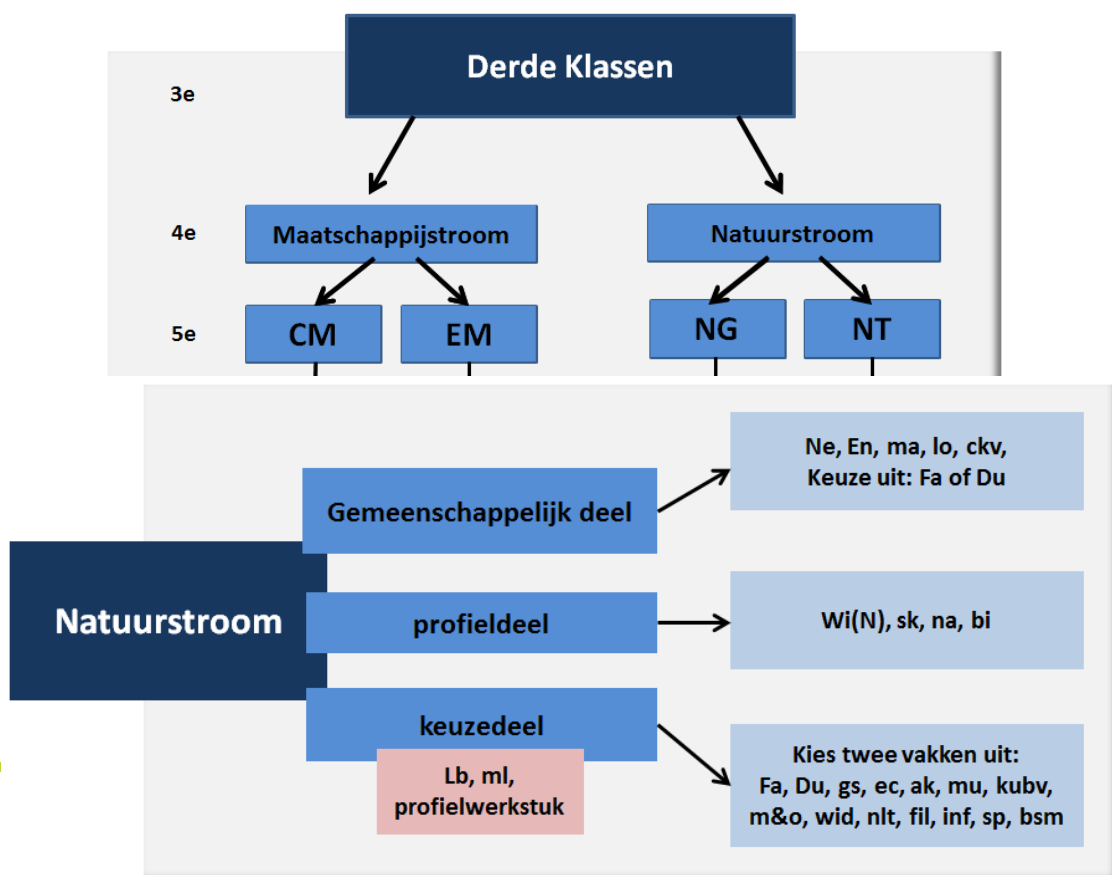 Derde Klassen
3e
4e
Maatschappijstroom
Natuurstroom
5e
CM
EM
NG
NT
Natuurstroom
Gemeenschappelijk deel
Ne, En, ma, lo, ckv,
Keuze uit: Fa of Du
profieldeel
Wi(N), sk, na, bi
keuzedeel
Lb, ml,
profielwerkstuk
Kies twee vakken uit:
Fa, Du, gs, ec, ak, mu, kubv,
m&o, wid, nlt, fil, inf, sp, bsm